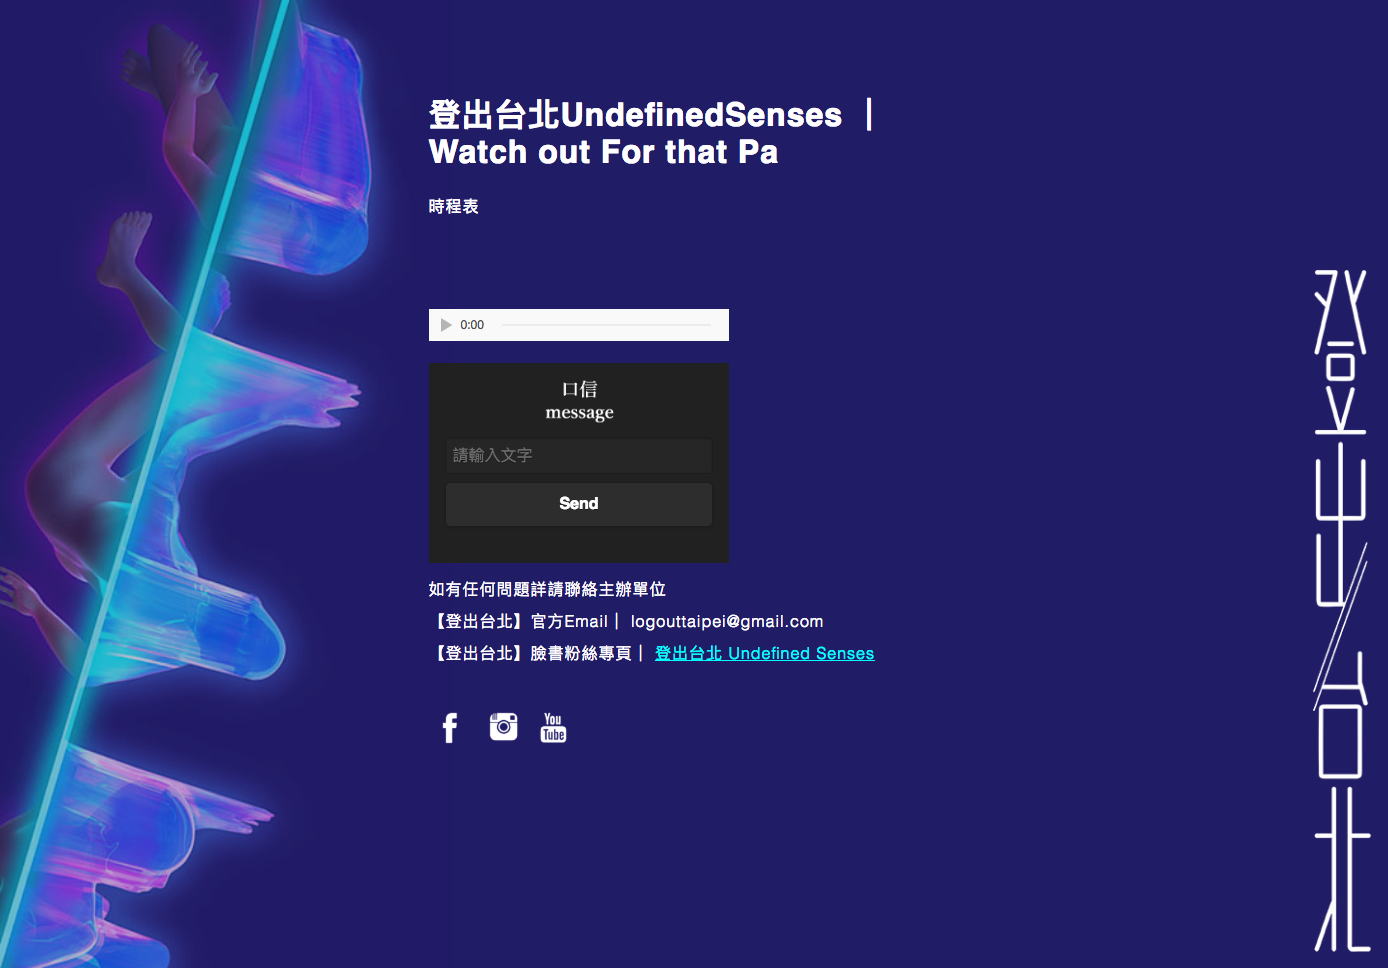 登出台北UndefinedSenses ｜
Watch out For that Pa
時程表
0:00
口信
message
請輸入文字
Send
如有任何問題詳請聯絡主辦單位
【登出台北】官方Email｜ logouttaipei@gmail.com
【登出台北】臉書粉絲專頁｜ 登出台北 Undefined Senses
f
You
Tube
登出台北